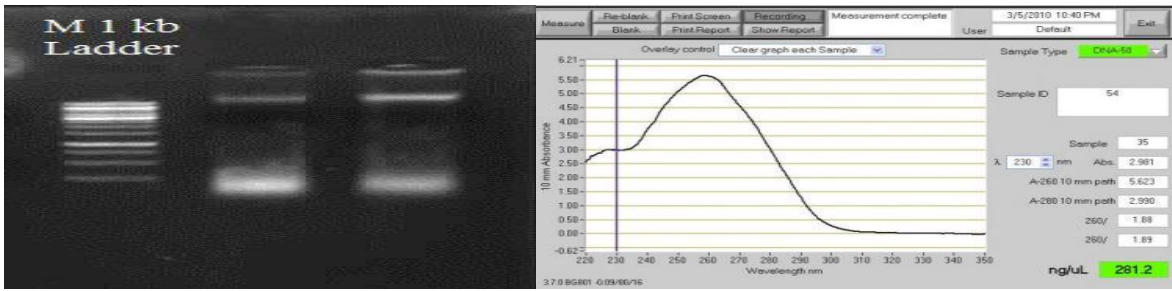 M 1 kb
Ladder
Measure
Re-blank
Print Screen
Recording
Measurement complete
3/5/2010 10:40 PM
Exit
Blank
Print Report
Show Report
User
Default
Overlay control
Clear graph each Sample
Sample Type
DNA-50
6.21
5.50
5.00
4.50
4.00
3.50
3.00
2.50
2.00
1.50
1.00
0.50
0.00
-0.62
10 mm Absorbance
220 230 240 250 260 270 280 290 300 310 320 330 340 350
Wavelength nm
Sample ID
54
Sample
35
λ 230 nm Abs. 2.981
A-260 10 mm path 5.623
A-280 10 mm path 2.990
260/ 1.88
260/ 1.89
ng/uL 281.2